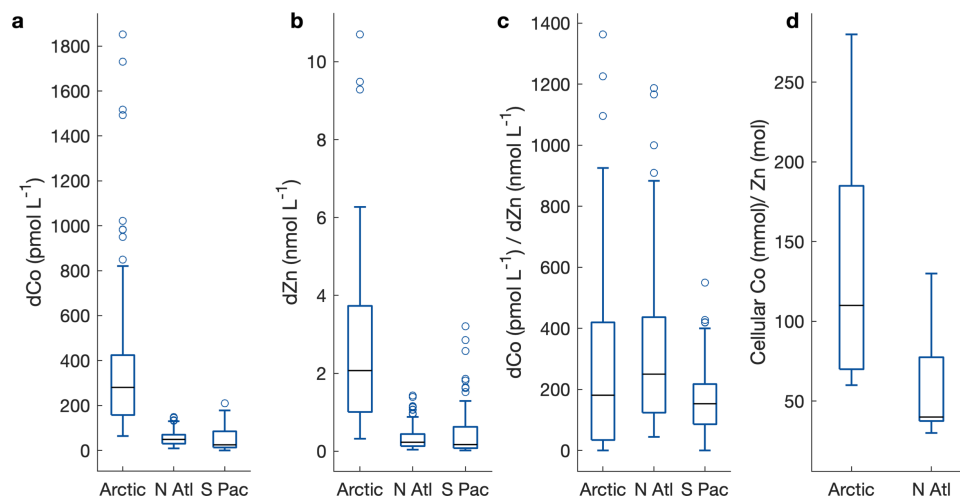 a
dCo (pmol L⁻¹)
1800
1600
1400
1200
1000
800
600
400
200
0
Arctic N Atl S Pac
b
dZn (nmol L⁻¹)
10
8
6
4
2
0
Arctic N Atl S Pac
c
dCo (pmol L⁻¹) / dZn (nmol L⁻¹)
1400
1200
1000
800
600
400
200
0
Arctic N Atl S Pac
d
Cellular Co (mmol)/ Zn (mol)
250
200
150
100
50
Arctic N Atl